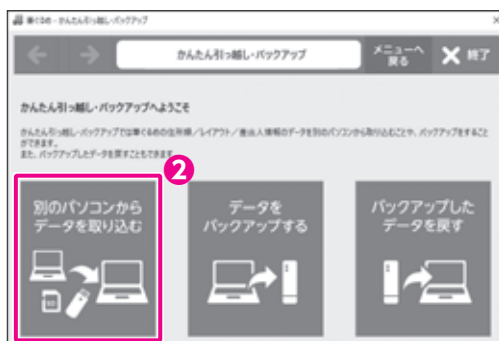 筆ぐるめ - かんたん引っ越し・バックアップ
かんたん引っ越し・バックアップ
メニューへ
戻る
終了
かんたん引っ越し・バックアップへようこそ
かんたん引っ越し・バックアップでは筆ぐるめの住所録／レイアウト／差出人情報のデータを別のパソコンから取り込むことや、バックアップをすること
ができます。
また、バックアップしたデータを戻すこともできます。
2
別のパソコンから
データを取り込む
データを
バックアップする
バックアップした
データを戻す